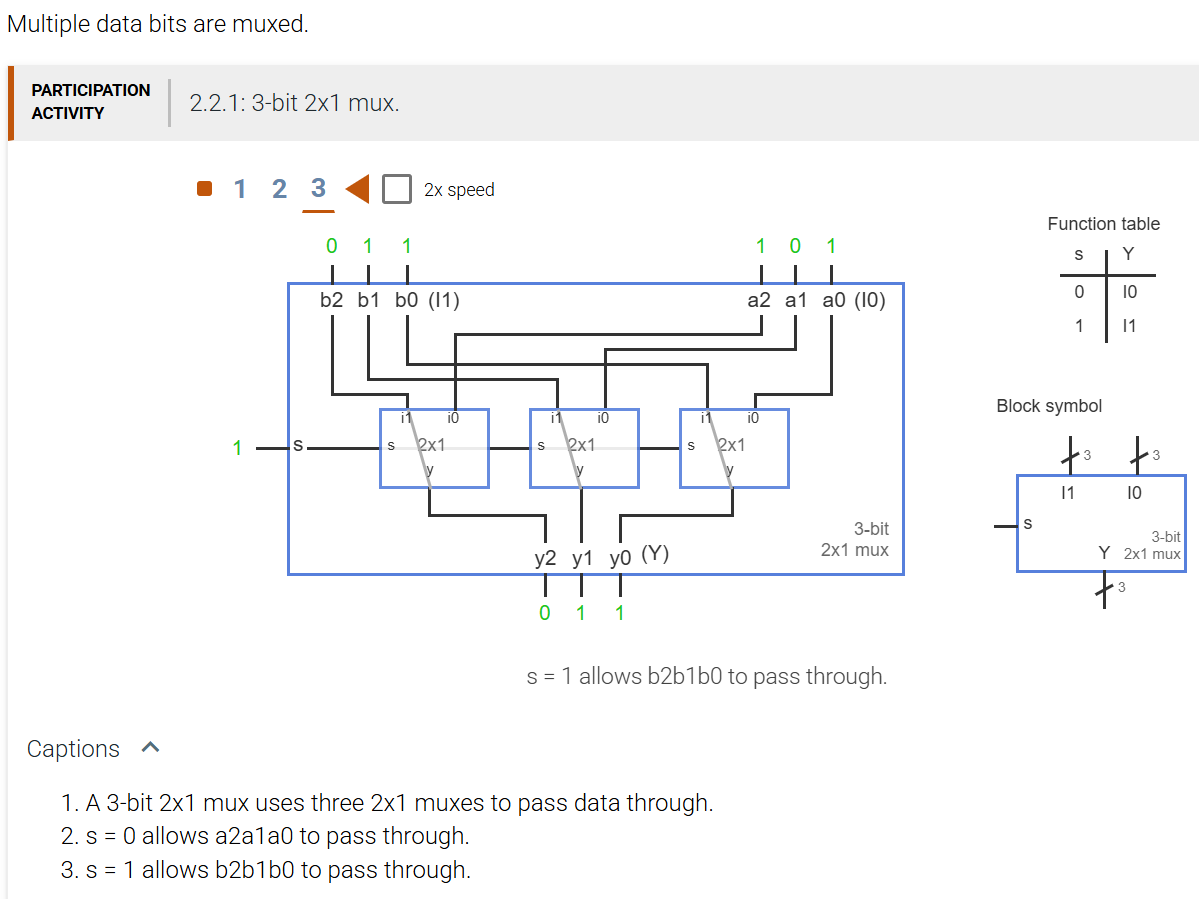 Multiple data bits are muxed.
PARTICIPATION
ACTIVITY
2.2.1: 3-bit 2x1 mux.
1 2 3 2x speed
Function table
s Y
0 I0
1 I1
0 1 1 1 0 1
b2 b1 b0 (I1) a2 a1 a0 (I0)
i1 i0 i1 i0 i1 i0
1 s s 2x1 s 2x1 s 2x1
y y y
3-bit
2x1 mux
y2 y1 y0 (Y)
0 1 1
Block symbol
3 3
I1 I0
s
3-bit
Y 2x1 mux
3
s = 1 allows b2b1b0 to pass through.
Captions
1. A 3-bit 2x1 mux uses three 2x1 muxes to pass data through.
2. s = 0 allows a2a1a0 to pass through.
3. s = 1 allows b2b1b0 to pass through.